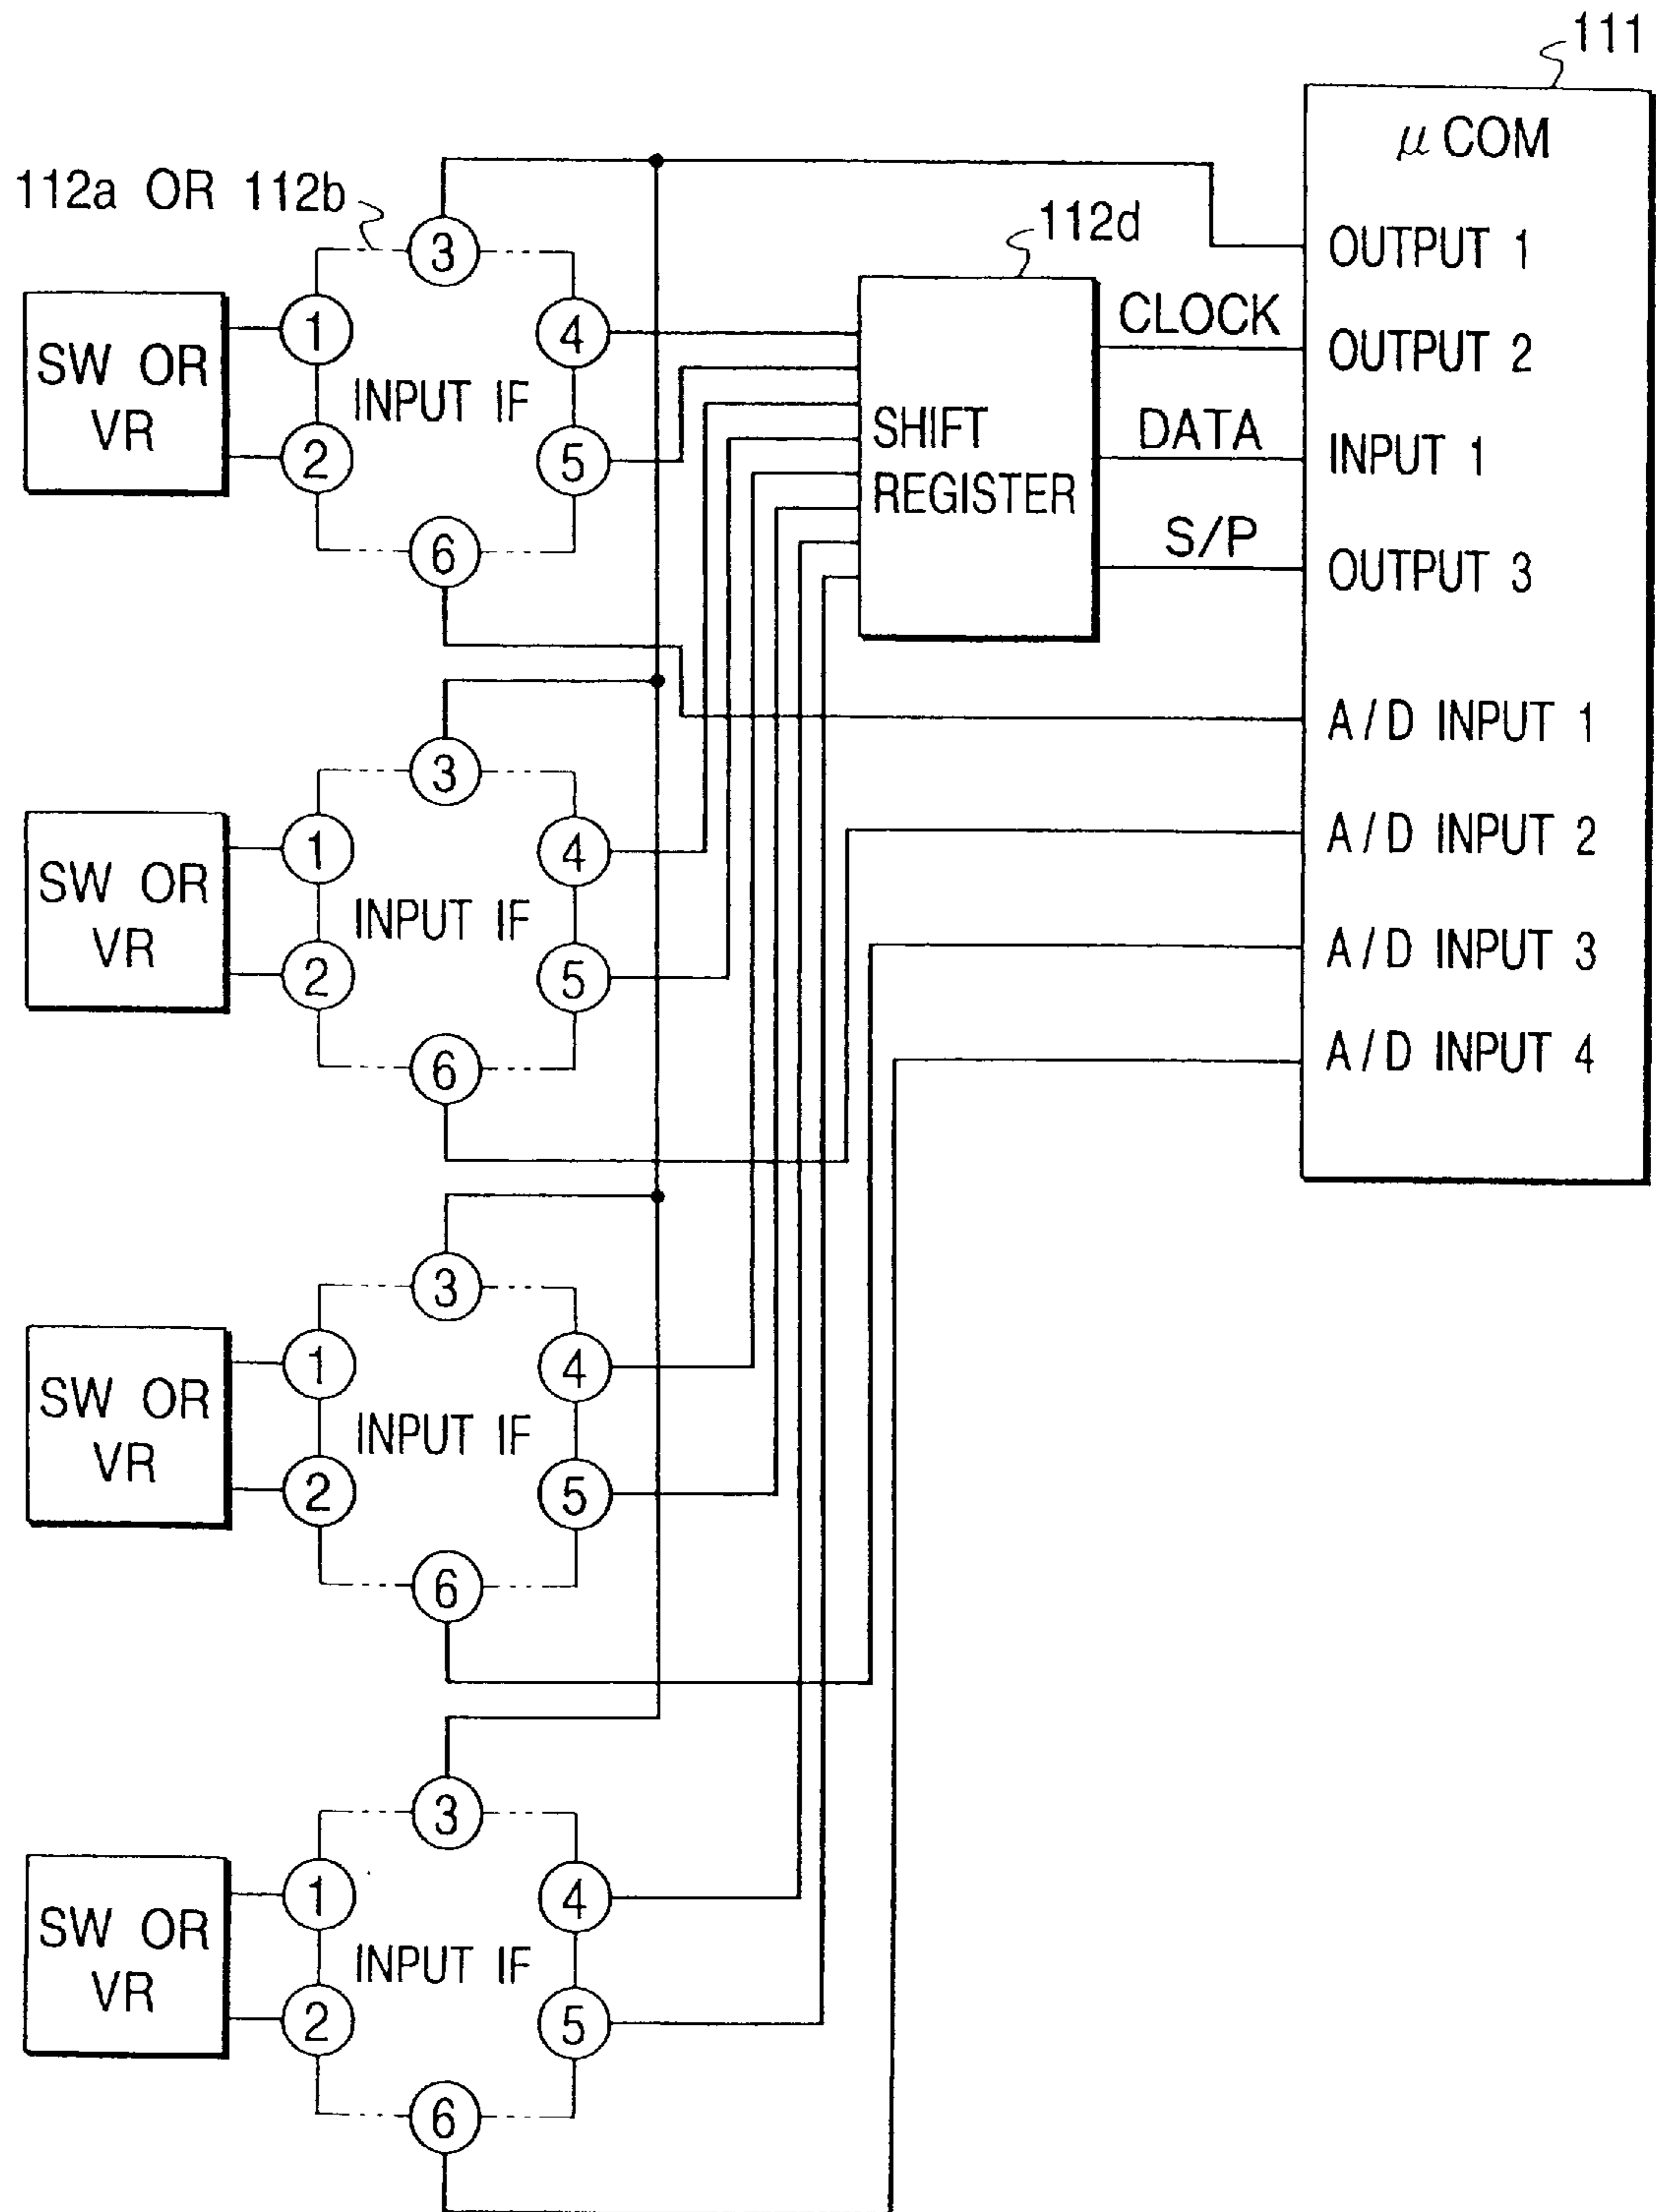 111
μ COM
112a OR 112b
3
112d
OUTPUT 1
SW OR
VR
1
2
INPUT IF
4
5
6
SHIFT
REGISTER
CLOCK
OUTPUT 2
DATA
INPUT 1
S/P
OUTPUT 3
A/D INPUT 1
A/D INPUT 2
A/D INPUT 3
A/D INPUT 4
SW OR
VR
3
1
2
INPUT IF
4
5
6
SW OR
VR
3
1
2
INPUT IF
4
5
6
SW OR
VR
3
1
2
INPUT IF
4
5
6